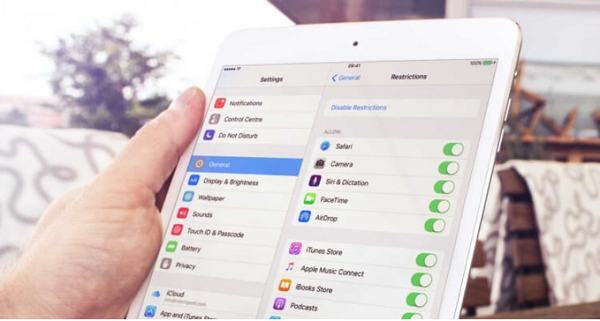 09:41
100%
Settings
General
Restrictions
Notifications
Control Centre
Do Not Disturb
General
Display & Brightness
Wallpaper
Sounds
Touch ID & Passcode
Battery
Privacy
iCloud
App and iTunes
Disable Restrictions
ALLOW:
Safari
Camera
Siri & Dictation
FaceTime
AirDrop
iTunes Store
Apple Music Connect
iBooks Store
Podcasts